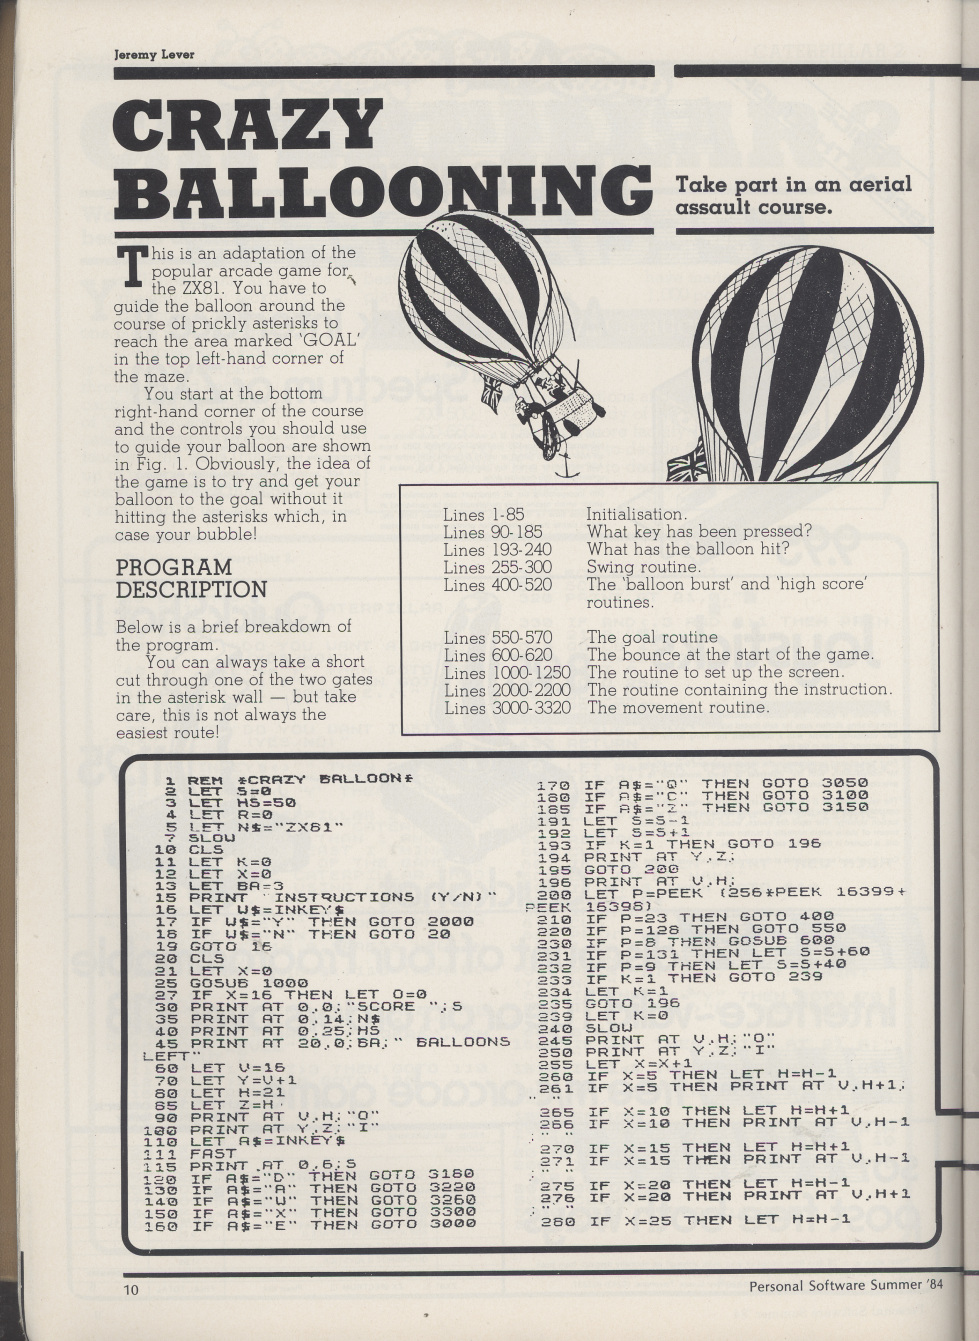 Jeremy Lever
CRAZY
BALLOONING
Take part in an aerial
assault course.
This is an adaptation of the
popular arcade game for
the ZX81. You have to
guide the balloon around the
course of prickly asterisks to
reach the area marked 'GOAL'
in the top left-hand corner of
the maze.
You start at the bottom
right-hand corner of the course
and the controls you should use
to guide your balloon are shown
in Fig. 1. Obviously, the idea of
the game is to try and get your
balloon to the goal without it
hitting the asterisks which, in
case your bubble!
PROGRAM
DESCRIPTION
Below is a brief breakdown of
the program.
You can always take a short
cut through one of the two gates
in the asterisk wall — but take
care, this is not always the
easiest route!
Lines 1-85 Initialisation.
Lines 90-185 What key has been pressed?
Lines 193-240 What has the balloon hit?
Lines 255-300 Swing routine.
Lines 400-520 The 'balloon burst' and 'high score'
routines.
Lines 550-570 The goal routine
Lines 600-620 The bounce at the start of the game.
Lines 1000-1250 The routine to set up the screen.
Lines 2000-2200 The routine containing the instruction.
Lines 3000-3320 The movement routine.
1 REM *CRAZY BALLOON*
2 LET S=0
3 LET HS=50
4 LET R=0
5 LET N$="ZX81"
7 SLOW
10 CLS
11 LET K=0
12 LET X=0
13 LET BA=3
15 PRINT " INSTRUCTIONS (Y/N)"
16 LET W$=INKEY$
17 IF W$="Y" THEN GOTO 2000
18 IF W$="N" THEN GOTO 20
19 GOTO 16
20 CLS
21 LET X=0
25 GOSUB 1000
27 IF X=16 THEN LET O=0
30 PRINT AT 0,0;"SCORE ";S
35 PRINT AT 0,14;N$
40 PRINT AT 0,25;HS
45 PRINT AT 20,0;BA;" BALLOONS
LEFT"
60 LET V=16
70 LET Y=V+1
80 LET H=21
85 LET Z=H
90 PRINT AT V,H;"O"
100 PRINT AT Y,Z;"I"
110 LET A$=INKEY$
111 FAST
115 PRINT AT 0,6;S
120 IF A$="D" THEN GOTO 3180
130 IF A$="A" THEN GOTO 3220
140 IF A$="W" THEN GOTO 3260
150 IF A$="X" THEN GOTO 3300
160 IF A$="E" THEN GOTO 3000
170 IF A$="Q" THEN GOTO 3050
180 IF A$="C" THEN GOTO 3100
185 IF A$="Z" THEN GOTO 3150
191 LET S=S-1
192 LET S=S+1
193 IF K=1 THEN GOTO 196
194 PRINT AT Y,Z;
195 GOTO 200
196 PRINT AT V,H;
200 LET P=PEEK (256*PEEK 16399+
PEEK 16398)
210 IF P=23 THEN GOTO 400
220 IF P=128 THEN GOTO 550
230 IF P=8 THEN GOSUB 600
231 IF P=131 THEN LET S=S+60
232 IF P=9 THEN LET S=S+40
233 IF K=1 THEN GOTO 239
234 LET K=1
235 GOTO 196
239 LET K=0
240 SLOW
245 PRINT AT V,H;"O"
250 PRINT AT Y,Z;"I"
255 LET X=X+1
260 IF X=5 THEN LET H=H-1
261 IF X=5 THEN PRINT AT V,H+1;
" "
265 IF X=10 THEN LET H=H+1
266 IF X=10 THEN PRINT AT V,H-1
;" "
270 IF X=15 THEN LET H=H+1
271 IF X=15 THEN PRINT AT V,H-1
;" "
275 IF X=20 THEN LET H=H-1
276 IF X=20 THEN PRINT AT V,H+1
;" "
280 IF X=25 THEN LET H=H-1
10
Personal Software Summer '84